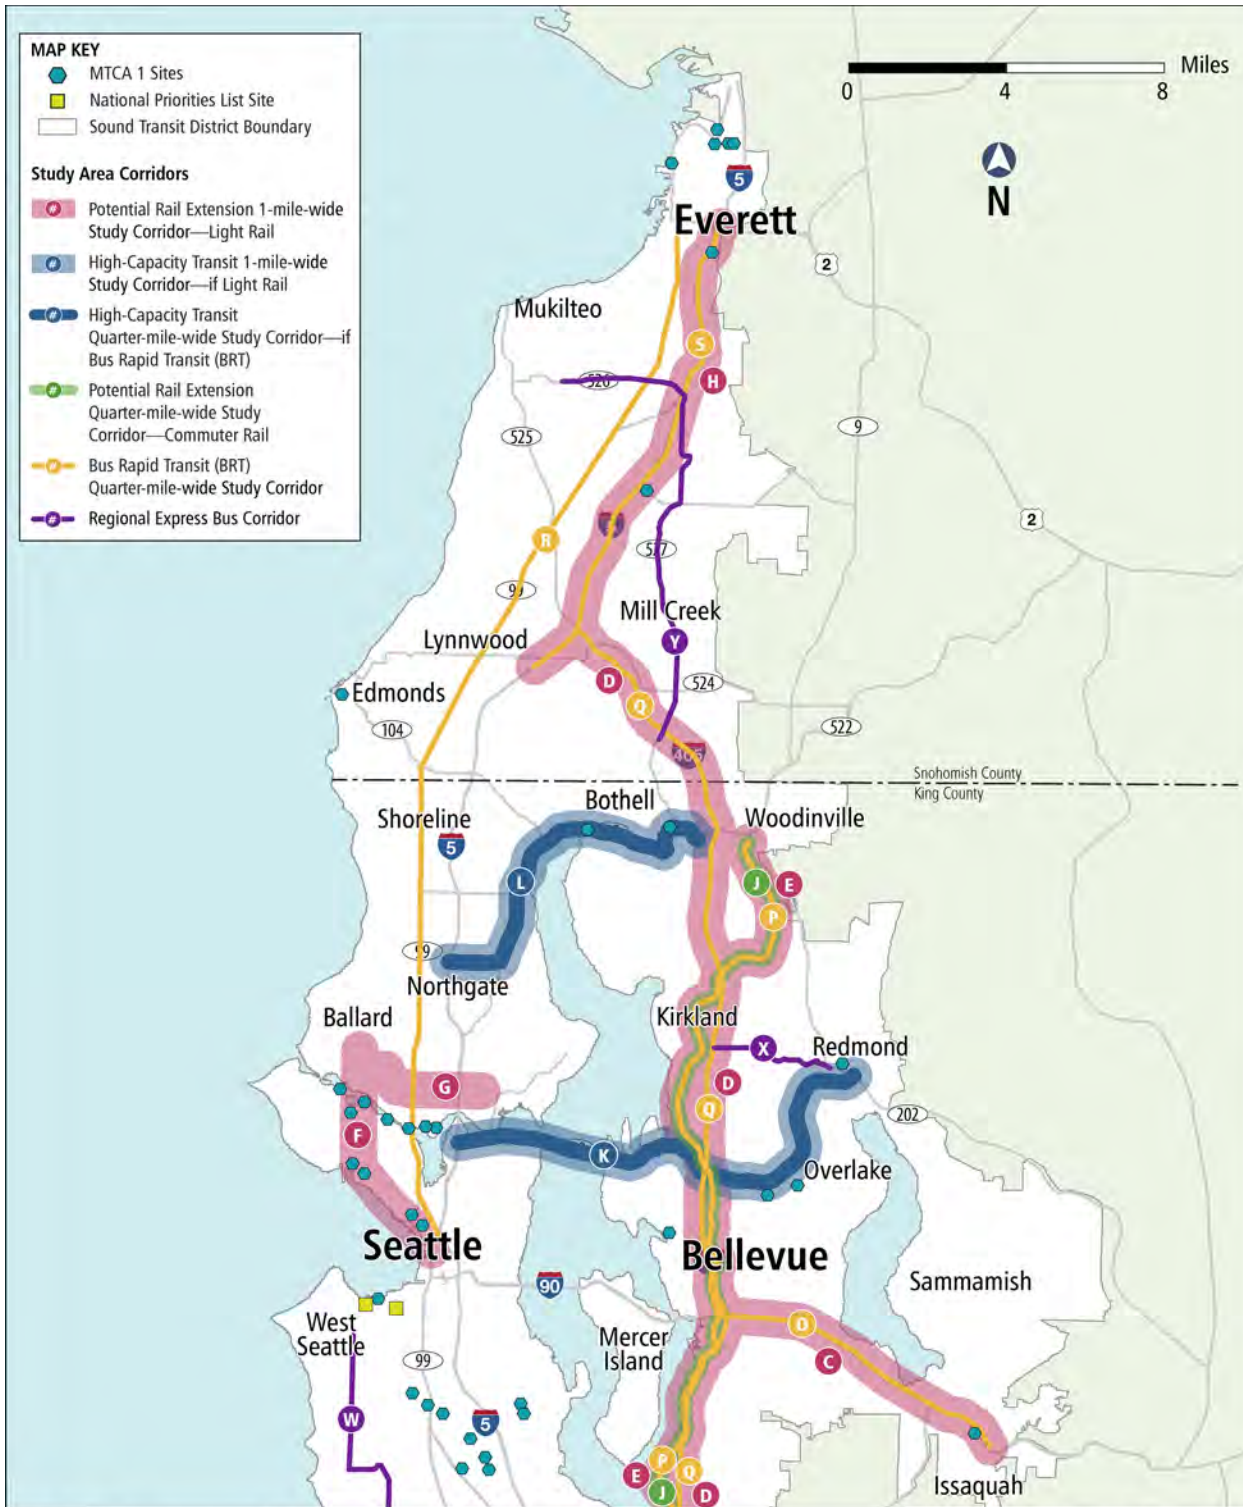 MAP KEY
MTCA 1 Sites
National Priorities List Site
Sound Transit District Boundary
Study Area Corridors
#
Potential Rail Extension 1-mile-wide
Study Corridor—Light Rail
#
High-Capacity Transit 1-mile-wide
Study Corridor—if Light Rail
#
High-Capacity Transit
Quarter-mile-wide Study Corridor—if
Bus Rapid Transit (BRT)
#
Potential Rail Extension
Quarter-mile-wide Study
Corridor—Commuter Rail
#
Bus Rapid Transit (BRT)
Quarter-mile-wide Study Corridor
#
Regional Express Bus Corridor
Miles
0 4 8
N
5
Everett
2
Mukilteo
S
H
526
9
525
2
R
5
527
99
Mill Creek
Lynnwood
Y
D
524
Edmonds
Q
104
522
405
Snohomish County
King County
Bothell
Shoreline
Woodinville
5
L
J
E
P
99
Northgate
Ballard
Kirkland
X
Redmond
G
D
Q
202
F
K
Overlake
Seattle
Bellevue
90
Sammamish
West
Seattle
Mercer
Island
O
C
99
W
5
P
Q
E
J
D
Issaquah